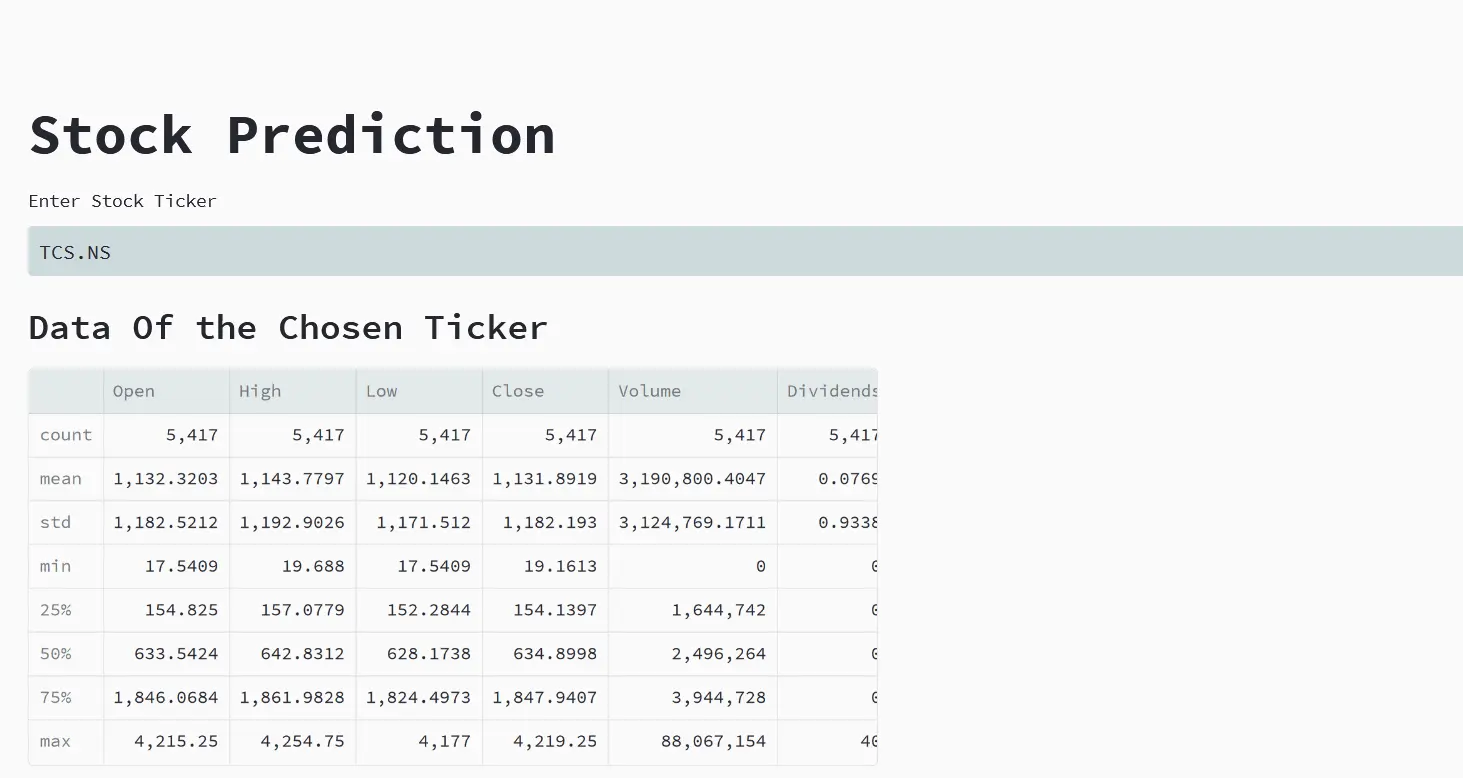 Stock Prediction
Enter Stock Ticker
TCS.NS
Data Of the Chosen Ticker
Open High Low Close Volume Dividends
count 5,417 5,417 5,417 5,417 5,417 5,417
mean 1,132.3203 1,143.7797 1,120.1463 1,131.8919 3,190,800.4047 0.0769
std 1,182.5212 1,192.9026 1,171.512 1,182.193 3,124,769.1711 0.9338
min 17.5409 19.688 17.5409 19.1613 0 0
25% 154.825 157.0779 152.2844 154.1397 1,644,742 0
50% 633.5424 642.8312 628.1738 634.8998 2,496,264 0
75% 1,846.0684 1,861.9828 1,824.4973 1,847.9407 3,944,728 0
max 4,215.25 4,254.75 4,177 4,219.25 88,067,154 40